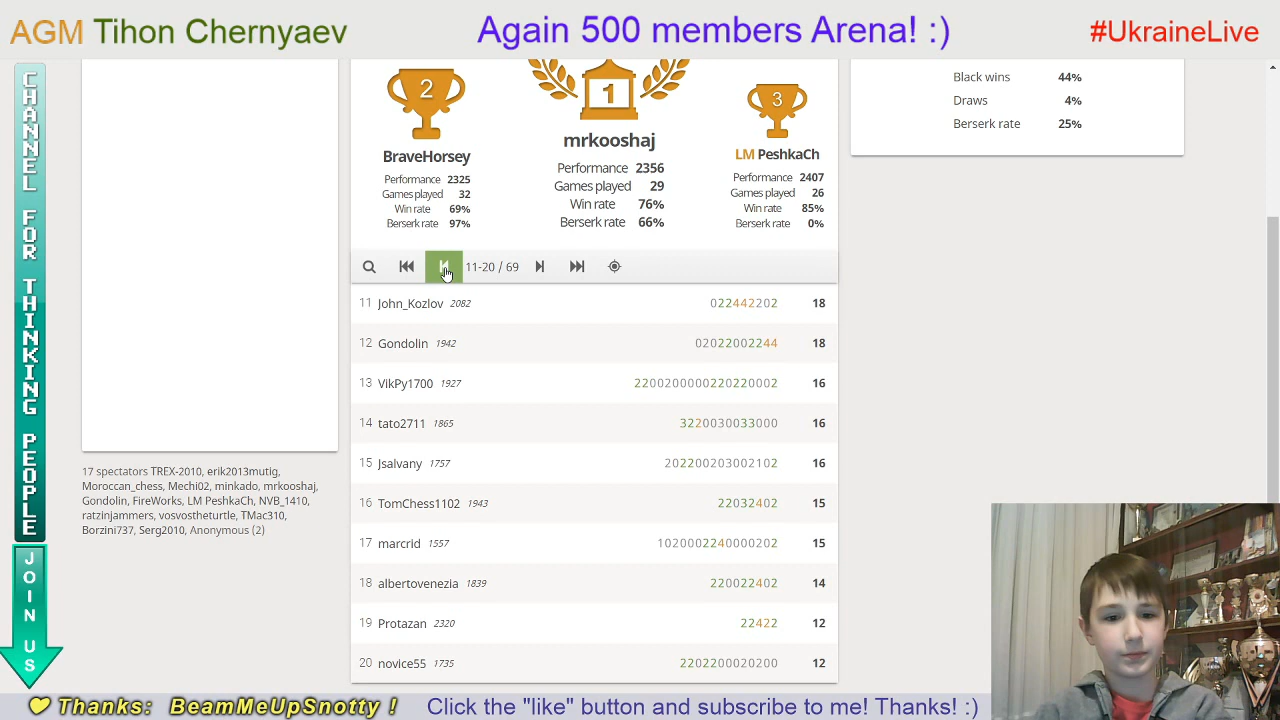 AGM Tihon Chernyaev
Again 500 members Arena! :)
#UkraineLive
CHANNEL FOR THINKING PEOPLE
JOIN US
2
1
3
BraveHorsey
Performance 2325
Games played 32
Win rate 69%
Berserk rate 97%
mrkooshaj
Performance 2356
Games played 29
Win rate 76%
Berserk rate 66%
LM PeshkaCh
Performance 2407
Games played 26
Win rate 85%
Berserk rate 0%
Black wins 44%
Draws 4%
Berserk rate 25%
11-20 / 69
11 John_Kozlov 2082 022442202 18
12 Gondolin 1942 02022002244 18
13 VikPy1700 1927 2200200000220220002 16
14 tato2711 1865 3220030033000 16
15 Jsalvany 1757 202200203002102 16
16 TomChess1102 1943 22032402 15
17 marcrid 1557 1020002240000202 15
18 albertovenezia 1839 220022402 14
19 Protazan 2320 22422 12
20 novice55 1735 2202200020200 12
17 spectators TREX-2010, erik2013mutig,
Moroccan_chess, Mechi02, minkado, mrkooshaj,
Gondolin, FireWorks, LM PeshkaCh, NVB_1410,
ratzinjammers, vosvostheturtle, TMac310,
Borzini737, Serg2010, Anonymous (2)
Thanks: BeamMeUpSnotty !
Click the "like" button and subscribe to me! Thanks! :)